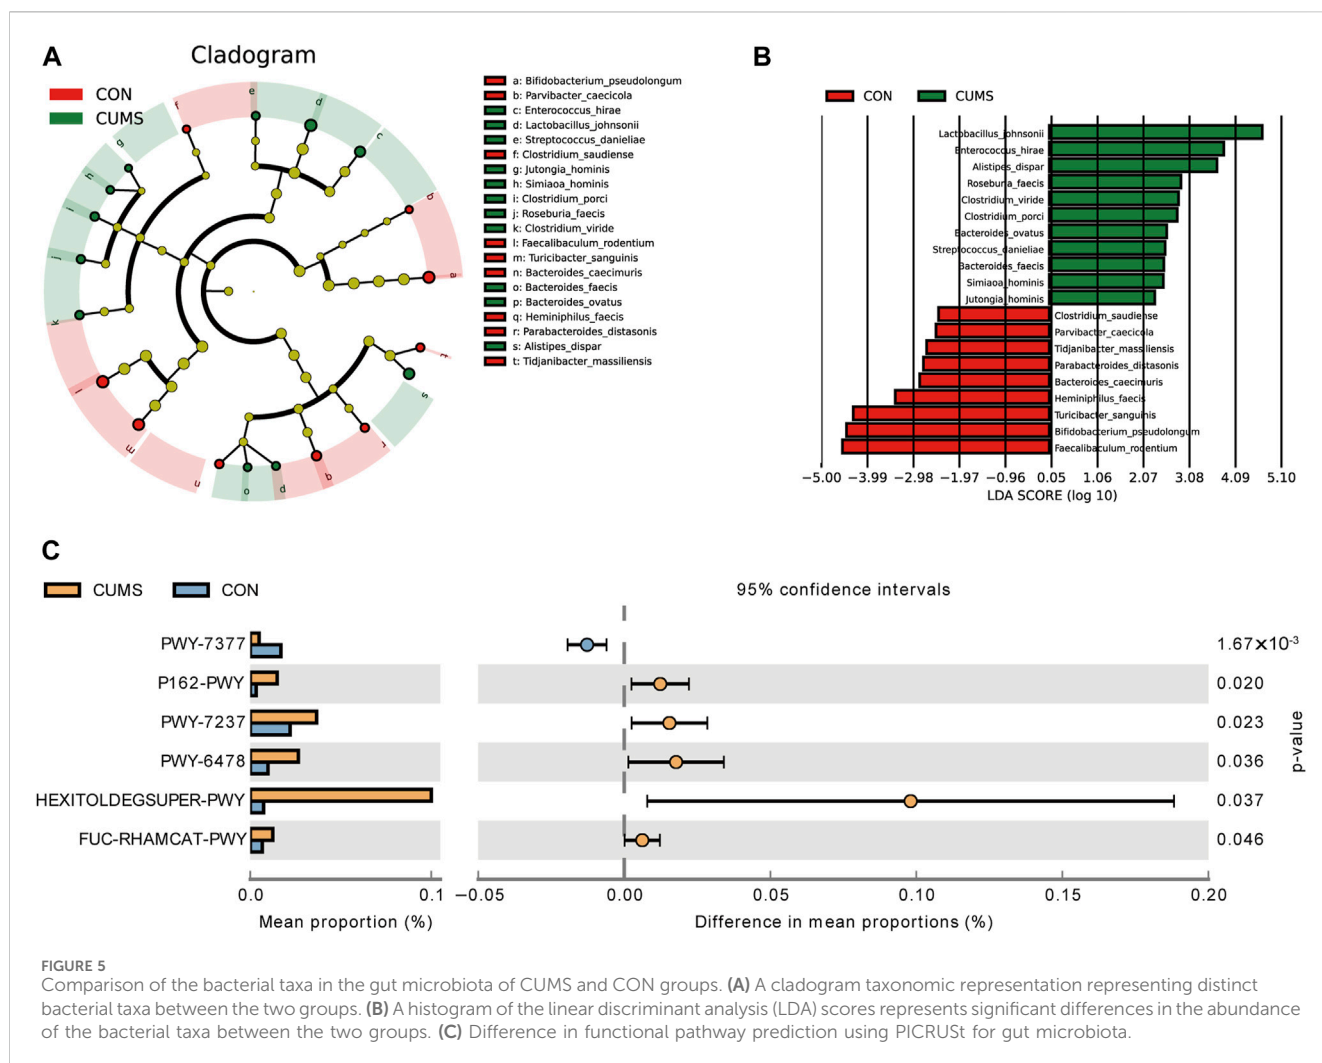 A
Cladogram
CON
CUMS
a
b
c
d
e
f
g
h
i
j
k
l
m
n
o
p
q
r
s
t
a: Bifidobacterium_pseudolongum
b: Parvibacter_caecicola
c: Enterococcus_hirae
d: Lactobacillus_johnsonii
e: Streptococcus_danieliae
f: Clostridium_saudiense
g: Jutongia_hominis
h: Simiaoa_hominis
i: Clostridium_porci
j: Roseburia_faecis
k: Clostridium_viride
l: Faecalibaculum_rodentium
m: Turicibacter_sanguinis
n: Bacteroides_caecimuris
o: Bacteroides_faecis
p: Bacteroides_ovatus
q: Heminiphilus_faecis
r: Parabacteroides_distasonis
s: Alistipes_dispar
t: Tidjanibacter_massiliensis
B
CON CUMS
Lactobacillus_johnsonii
Enterococcus_hirae
Alistipes_dispar
Roseburia_faecis
Clostridium_viride
Clostridium_porci
Bacteroides_ovatus
Streptococcus_danieliae
Bacteroides_faecis
Simiaoa_hominis
Jutongia_hominis
Clostridium_saudiense
Parvibacter_caecicola
Tidjanibacter_massiliensis
Parabacteroides_distasonis
Bacteroides_caecimuris
Heminiphilus_faecis
Turicibacter_sanguinis
Bifidobacterium_pseudolongum
Faecalibaculum_rodentium
−5.00 −3.99 −2.98 −1.97 −0.96 0.05 1.06 2.07 3.08 4.09 5.10
LDA SCORE (log 10)
C
CUMS CON
95% confidence intervals
PWY-7377 1.67×10⁻³
P162-PWY 0.020
PWY-7237 0.023
PWY-6478 0.036
HEXITOLDEGSUPER-PWY 0.037
FUC-RHAMCAT-PWY 0.046
p-value
0.0 0.1 −0.05 0.00 0.05 0.10 0.15 0.20
Mean proportion (%) Difference in mean proportions (%)
FIGURE 5
Comparison of the bacterial taxa in the gut microbiota of CUMS and CON groups. (A) A cladogram taxonomic representation representing distinct
bacterial taxa between the two groups. (B) A histogram of the linear discriminant analysis (LDA) scores represents significant differences in the abundance
of the bacterial taxa between the two groups. (C) Difference in functional pathway prediction using PICRUSt for gut microbiota.